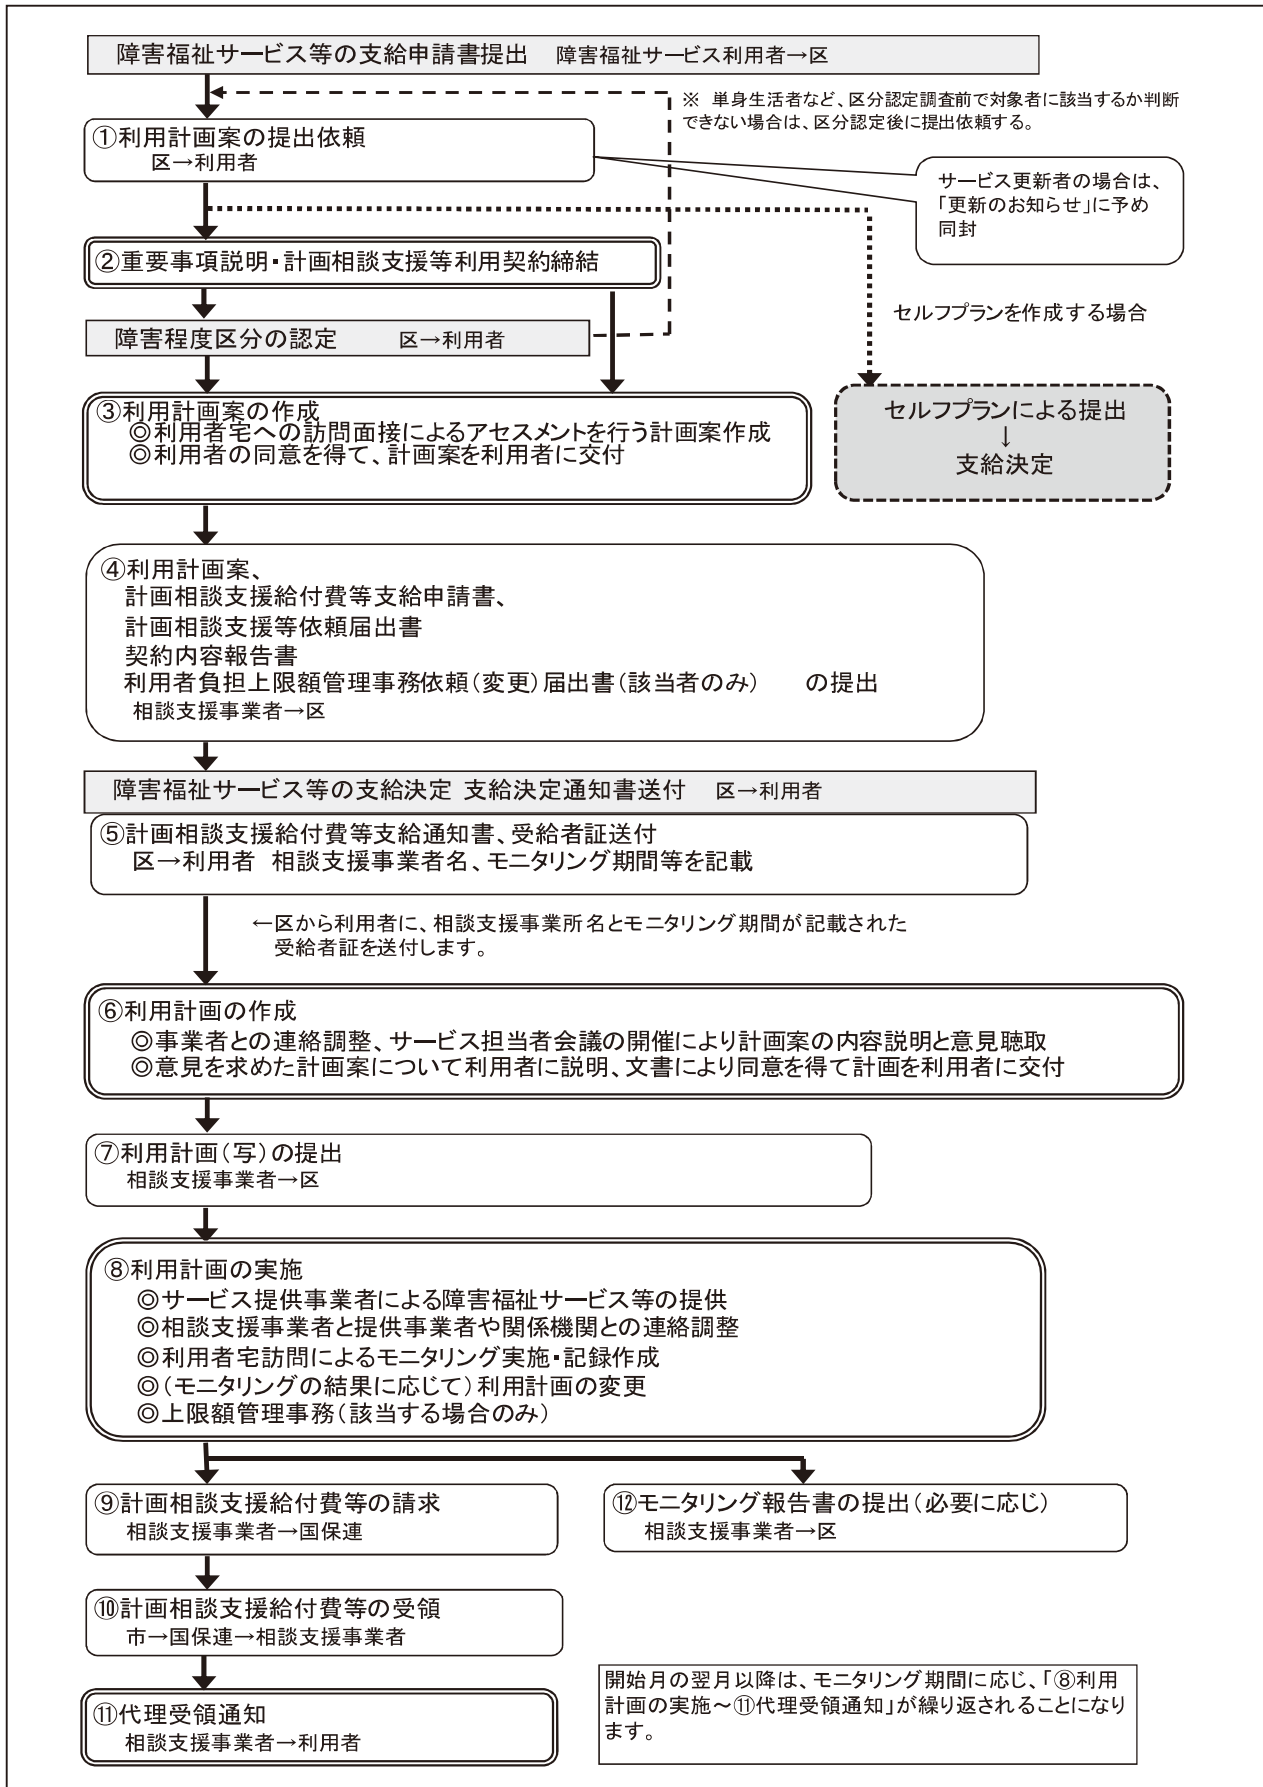 障害福祉サービス等の支給申請書提出　障害福祉サービス利用者→区
※　単身生活者など、区分認定調査前で対象者に該当するか判断
できない場合は、区分認定後に提出依頼する。
①利用計画案の提出依頼
区→利用者
サービス更新者の場合は、
「更新のお知らせ」に予め
同封
②重要事項説明・計画相談支援等利用契約締結
セルフプランを作成する場合
障害程度区分の認定　　区→利用者
③利用計画案の作成
◎利用者宅への訪問面接によるアセスメントを行う計画案作成
◎利用者の同意を得て、計画案を利用者に交付
セルフプランによる提出
↓
支給決定
④利用計画案、
計画相談支援給付費等支給申請書、
計画相談支援等依頼届出書
契約内容報告書
利用者負担上限額管理事務依頼（変更）届出書（該当者のみ）　の提出
相談支援事業者→区
障害福祉サービス等の支給決定 支給決定通知書送付　区→利用者
⑤計画相談支援給付費等支給通知書、受給者証送付
区→利用者　相談支援事業者名、モニタリング期間等を記載
←区から利用者に、相談支援事業所名とモニタリング期間が記載された
受給者証を送付します。
⑥利用計画の作成
◎事業者との連絡調整、サービス担当者会議の開催により計画案の内容説明と意見聴取
◎意見を求めた計画案について利用者に説明、文書により同意を得て計画を利用者に交付
⑦利用計画（写）の提出
相談支援事業者→区
⑧利用計画の実施
◎サービス提供事業者による障害福祉サービス等の提供
◎相談支援事業者と提供事業者や関係機関との連絡調整
◎利用者宅訪問によるモニタリング実施・記録作成
◎（モニタリングの結果に応じて）利用計画の変更
◎上限額管理事務（該当する場合のみ）
⑨計画相談支援給付費等の請求
相談支援事業者→国保連
⑫モニタリング報告書の提出（必要に応じ）
相談支援事業者→区
⑩計画相談支援給付費等の受領
市→国保連→相談支援事業者
⑪代理受領通知
相談支援事業者→利用者
開始月の翌月以降は、モニタリング期間に応じ、「⑧利用
計画の実施～⑪代理受領通知」が繰り返されることになり
ます。